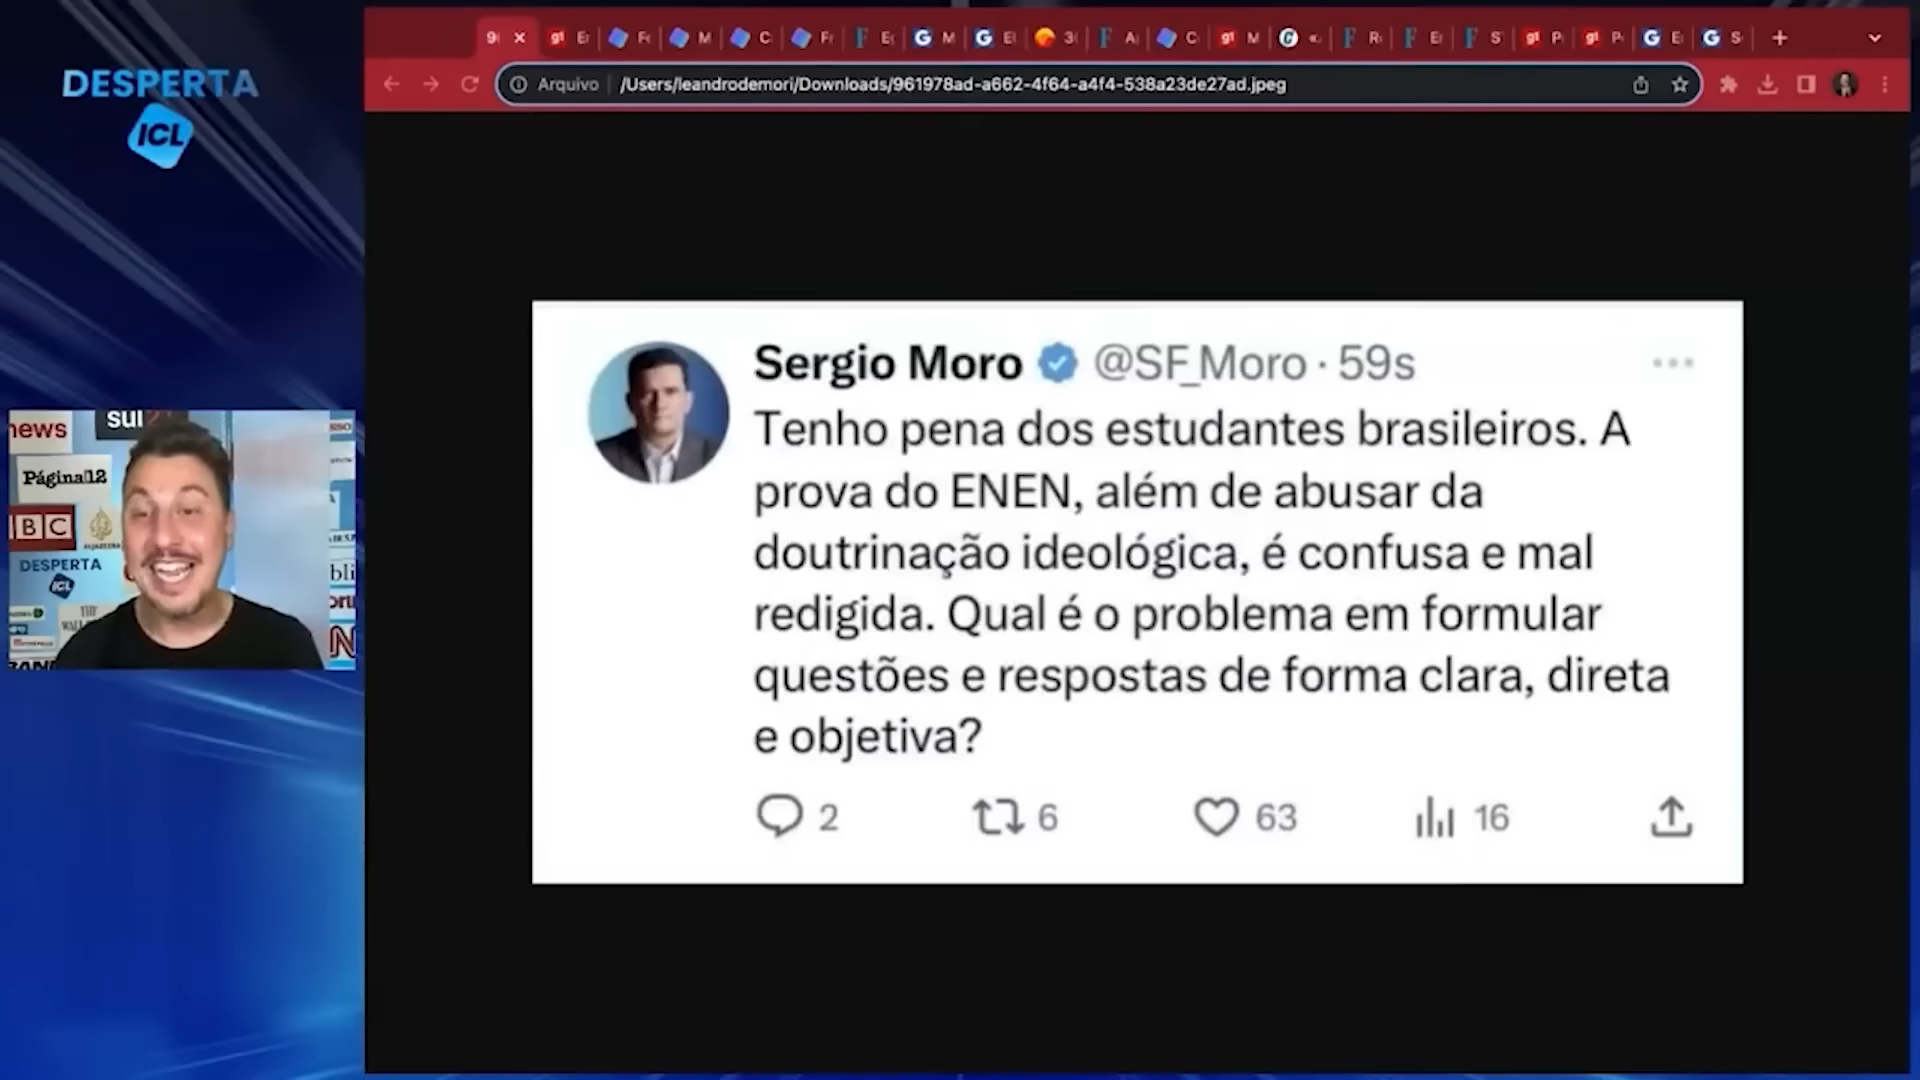 DESPERTA
ICL
Arquivo
/Users/leandrodemori/Downloads/961978ad-a662-4f64-a4f4-538a23de27ad.jpeg
Sergio Moro @SF_Moro · 59s
Tenho pena dos estudantes brasileiros. A
prova do ENEN, além de abusar da
doutrinação ideológica, é confusa e mal
redigida. Qual é o problema em formular
questões e respostas de forma clara, direta
e objetiva?
2 6 63 16
news
Página12
BBC
DESPERTA
ICL